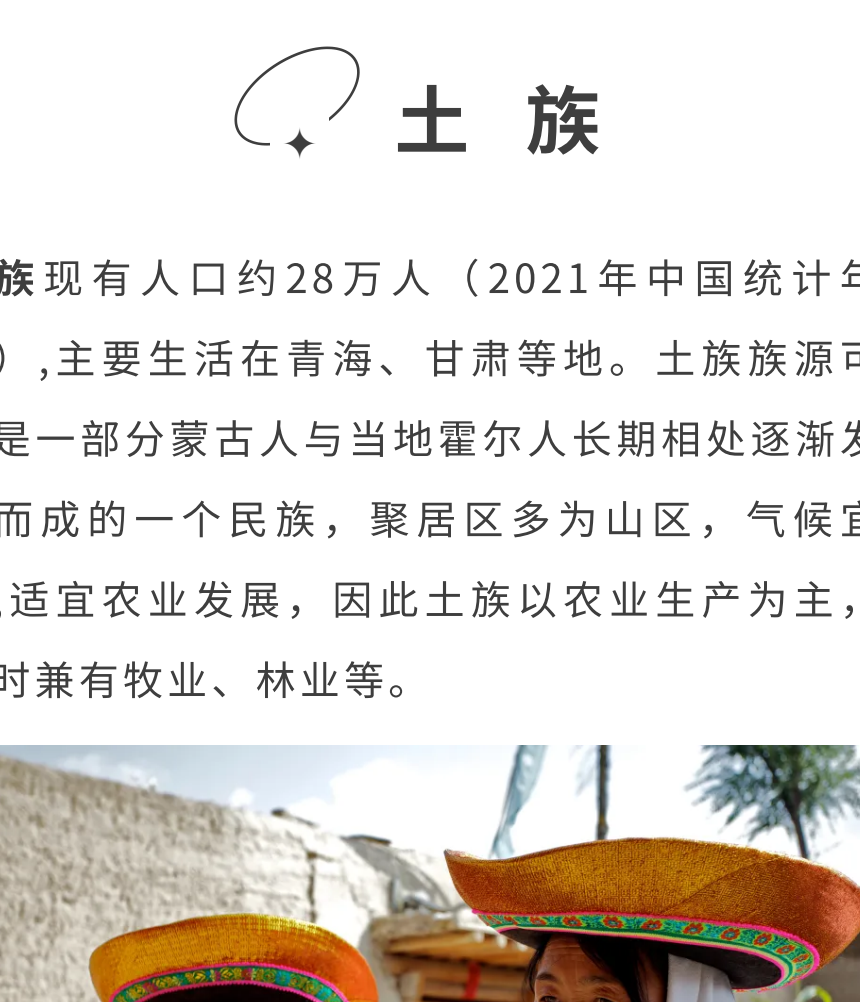 土 族
族现有人口约28万人（2021年中国统计年
）,主要生活在青海、甘肃等地。土族族源可
是一部分蒙古人与当地霍尔人长期相处逐渐发
而成的一个民族，聚居区多为山区，气候宜
,适宜农业发展，因此土族以农业生产为主，
时兼有牧业、林业等。